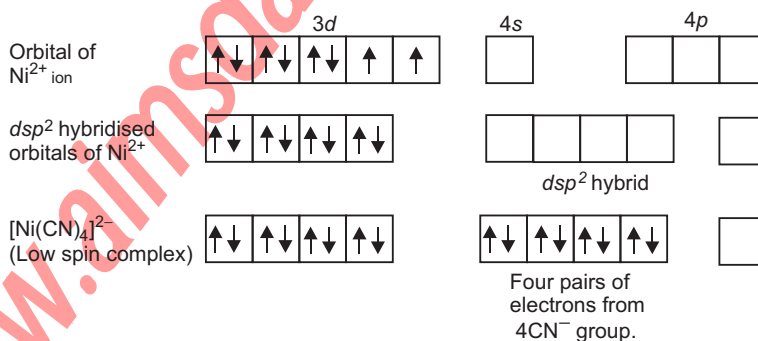 3d 4s 4p
Orbital of
Ni²⁺ ion
dsp² hybridised
orbitals of Ni²⁺
dsp² hybrid
[Ni(CN)₄]²⁻
(Low spin complex)
Four pairs of
electrons from
4CN⁻ group.
w.aimsda